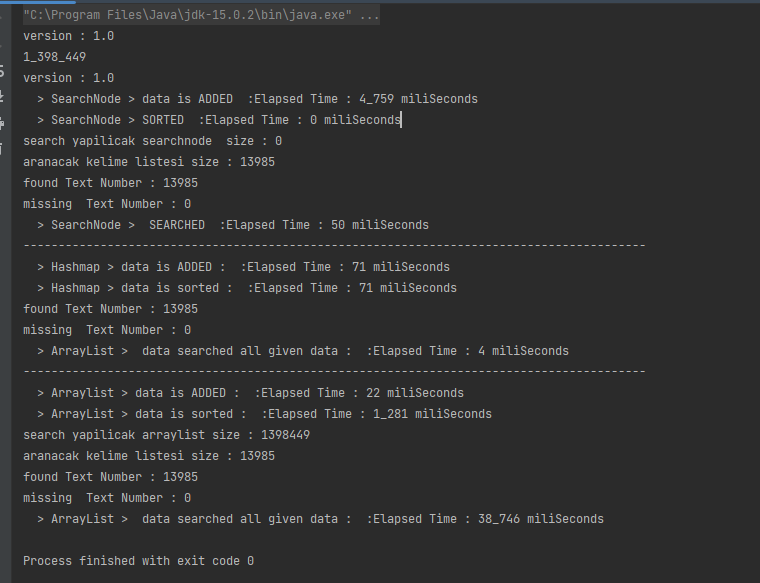 "C:\Program Files\Java\jdk-15.0.2\bin\java.exe" ...
version : 1.0
1_398_449
version : 1.0
  > SearchNode > data is ADDED  :Elapsed Time : 4_759 miliSeconds
  > SearchNode > SORTED  :Elapsed Time : 0 miliSeconds
search yapilicak searchnode  size : 0
aranacak kelime listesi size : 13985
found Text Number : 13985
missing  Text Number : 0
  > SearchNode >  SEARCHED  :Elapsed Time : 50 miliSeconds
-----------------------------------------------------------------------------------------
  > Hashmap > data is ADDED :  :Elapsed Time : 71 miliSeconds
  > Hashmap > data is sorted :  :Elapsed Time : 71 miliSeconds
found Text Number : 13985
missing  Text Number : 0
  > ArrayList >  data searched all given data :  :Elapsed Time : 4 miliSeconds
-----------------------------------------------------------------------------------------
  > Arraylist > data is ADDED :  :Elapsed Time : 22 miliSeconds
  > ArrayList > data is sorted :  :Elapsed Time : 1_281 miliSeconds
search yapilicak arraylist size : 1398449
aranacak kelime listesi size : 13985
found Text Number : 13985
missing  Text Number : 0
  > ArrayList >  data searched all given data :  :Elapsed Time : 38_746 miliSeconds
Process finished with exit code 0